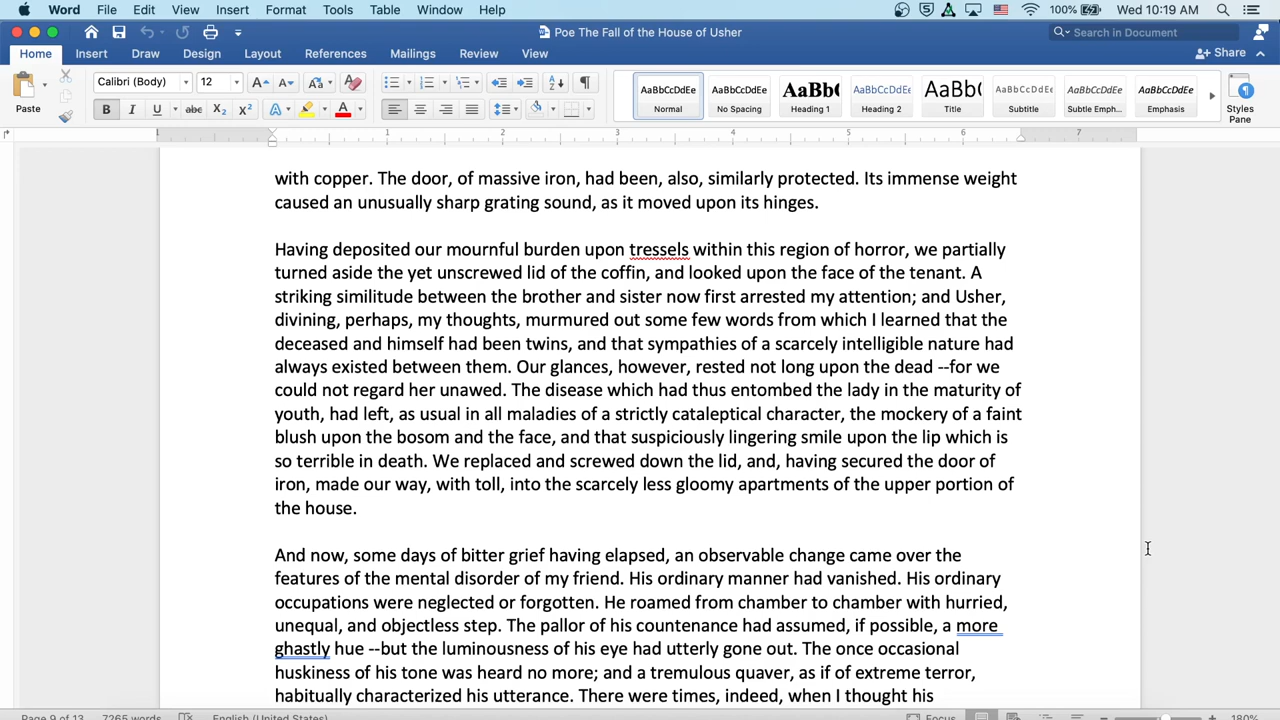 Word File Edit View Insert Format Tools Table Window Help 100% Wed 10:19 AM
Poe The Fall of the House of Usher Search in Document
Home Insert Draw Design Layout References Mailings Review View Share
Paste Calibri (Body) 12 AaBbCcDdEe AaBbCcDdEe AaBbC AaBbCcDdEe AaBbC AaBbCcDdEe AaBbCcDdEe AaBbCcDdEe
Normal No Spacing Heading 1 Heading 2 Title Subtitle Subtle Emph... Emphasis Styles Pane
1 1 2 3 4 5 6 7
with copper. The door, of massive iron, had been, also, similarly protected. Its immense weight
caused an unusually sharp grating sound, as it moved upon its hinges.
Having deposited our mournful burden upon tressels within this region of horror, we partially
turned aside the yet unscrewed lid of the coffin, and looked upon the face of the tenant. A
striking similitude between the brother and sister now first arrested my attention; and Usher,
divining, perhaps, my thoughts, murmured out some few words from which I learned that the
deceased and himself had been twins, and that sympathies of a scarcely intelligible nature had
always existed between them. Our glances, however, rested not long upon the dead --for we
could not regard her unawed. The disease which had thus entombed the lady in the maturity of
youth, had left, as usual in all maladies of a strictly cataleptical character, the mockery of a faint
blush upon the bosom and the face, and that suspiciously lingering smile upon the lip which is
so terrible in death. We replaced and screwed down the lid, and, having secured the door of
iron, made our way, with toll, into the scarcely less gloomy apartments of the upper portion of
the house.
And now, some days of bitter grief having elapsed, an observable change came over the
features of the mental disorder of my friend. His ordinary manner had vanished. His ordinary
occupations were neglected or forgotten. He roamed from chamber to chamber with hurried,
unequal, and objectless step. The pallor of his countenance had assumed, if possible, a more
ghastly hue --but the luminousness of his eye had utterly gone out. The once occasional
huskiness of his tone was heard no more; and a tremulous quaver, as if of extreme terror,
habitually characterized his utterance. There were times, indeed, when I thought his
Page 9 of 13 7265 words English (United States) Focus 180%